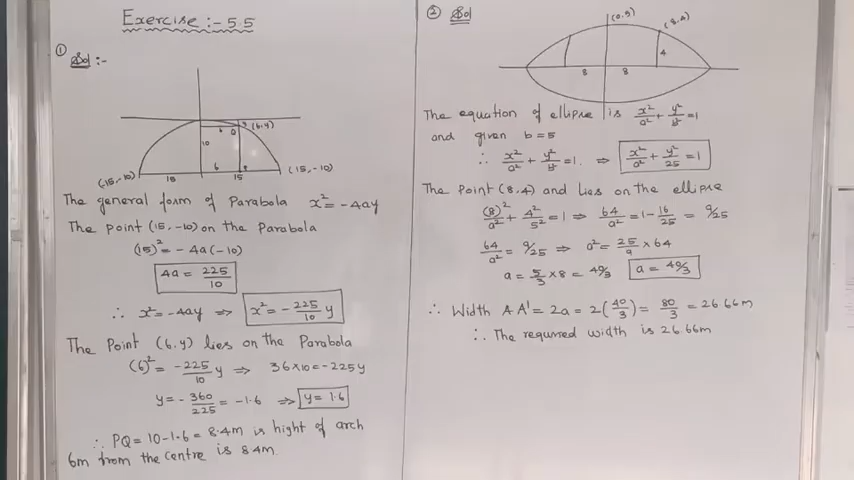 Exercise :- 5.5
① Sol :-
6 3 (6,y)
10
6
(-15,-10) 15 15 (15,-10)
The general form of Parabola x² = -4ay
The point (15,-10) on the Parabola
(15)² = -4a(-10)
4a = 225/10
∴ x² = -4ay ⇒ x² = -225/10 y
The Point (6,y) lies on the Parabola
(6)² = -225/10 y ⇒ 36×10 = -225y
y = -360/225 = -1.6 ⇒ y = 1.6
∴ PQ = 10-1.6 = 8.4m is hight of arch
6m from the centre is 8.4m.
② Sol
(0,5) (8,4)
4
8 8
The equation of ellipse is x²/a² + y²/b² = 1
and given b = 5
∴ x²/a² + y²/b² = 1. ⇒ x²/a² + y²/25 = 1
The Point (8,4) and lies on the ellipse
(8)²/a² + 4²/5² = 1 ⇒ 64/a² = 1 - 16/25 = 9/25
64/a² = 9/25 ⇒ a² = 25/9 × 64
a = 5/3 × 8 = 40/3 a = 40/3
∴ Width AA' = 2a = 2(40/3) = 80/3 = 26.66m
∴ The required width is 26.66m